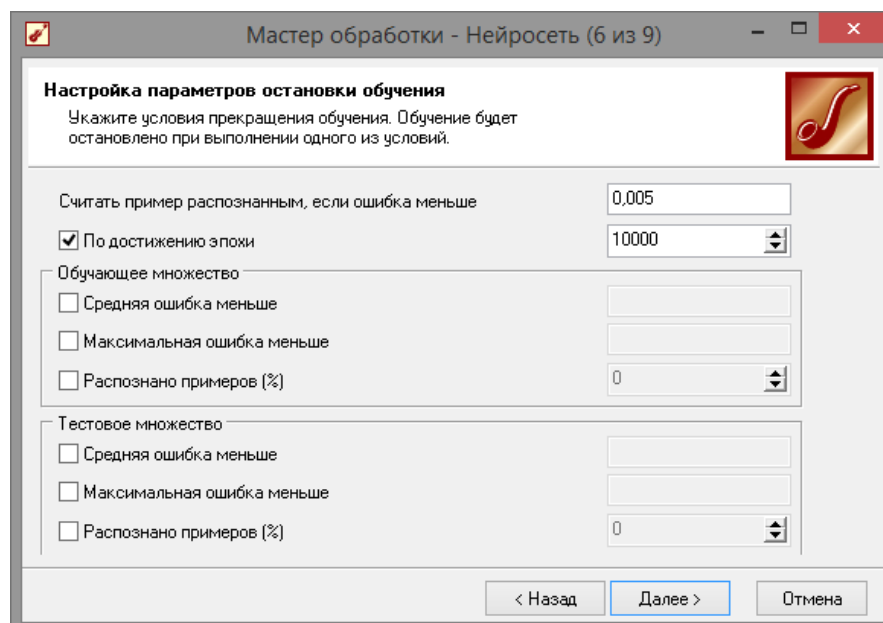 Мастер обработки - Нейросеть (6 из 9)
Настройка параметров остановки обучения
Укажите условия прекращения обучения. Обучение будет
остановлено при выполнении одного из условий.
Считать пример распознанным, если ошибка меньше 0,005
По достижению эпохи 10000
Обучающее множество
Средняя ошибка меньше
Максимальная ошибка меньше
Распознано примеров (%) 0
Тестовое множество
Средняя ошибка меньше
Максимальная ошибка меньше
Распознано примеров (%) 0
< Назад Далее > Отмена